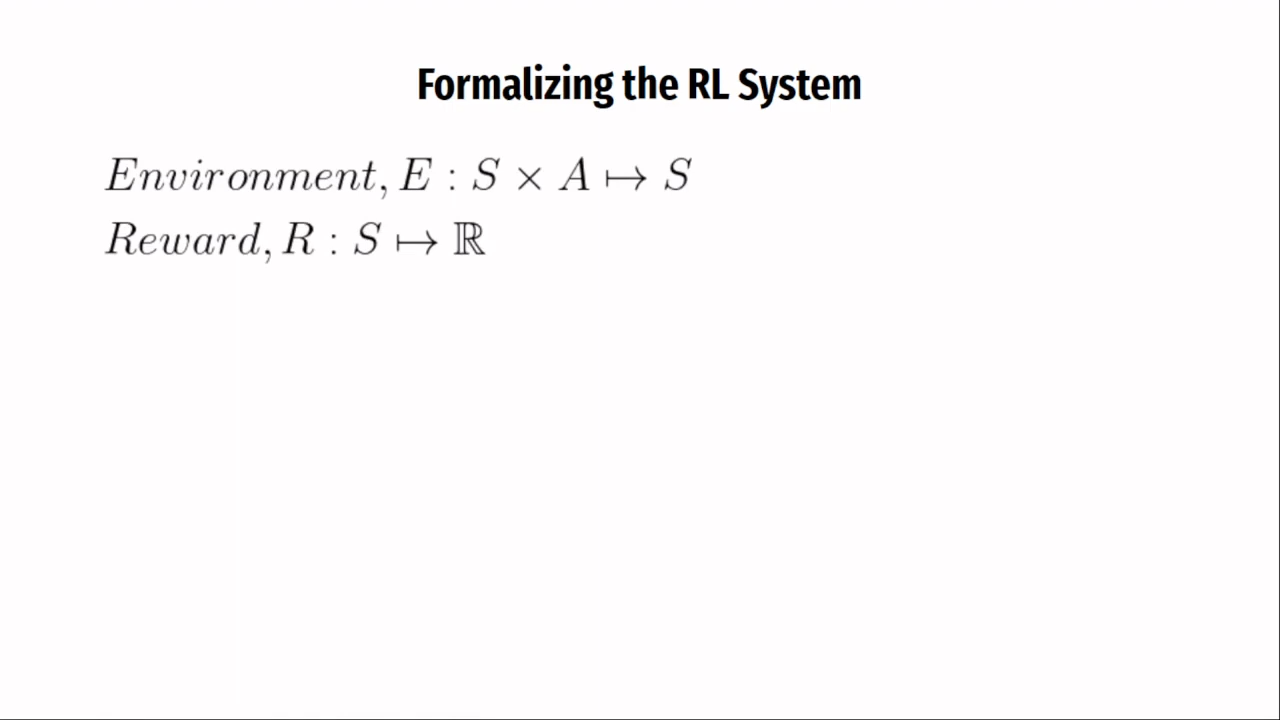 Formalizing the RL System
Environment, E : S × A ↦ S
Reward, R : S ↦ ℝ